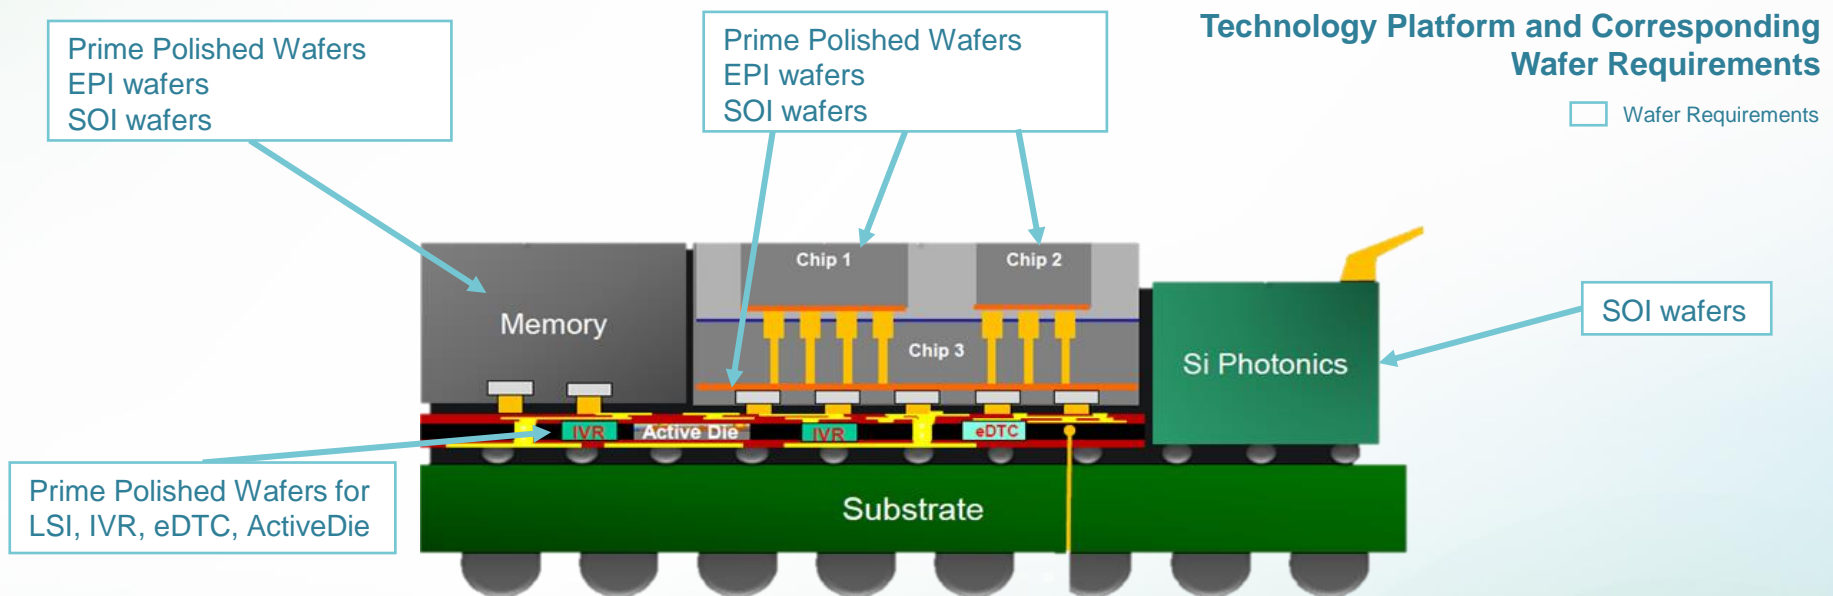 Technology Platform and Corresponding
Wafer Requirements
Wafer Requirements
Prime Polished Wafers
EPI wafers
SOI wafers
Prime Polished Wafers
EPI wafers
SOI wafers
Chip 1
Chip 2
Memory
Chip 3
Si Photonics
SOI wafers
IVR
Active Die
IVR
eDTC
Prime Polished Wafers for
LSI, IVR, eDTC, ActiveDie
Substrate